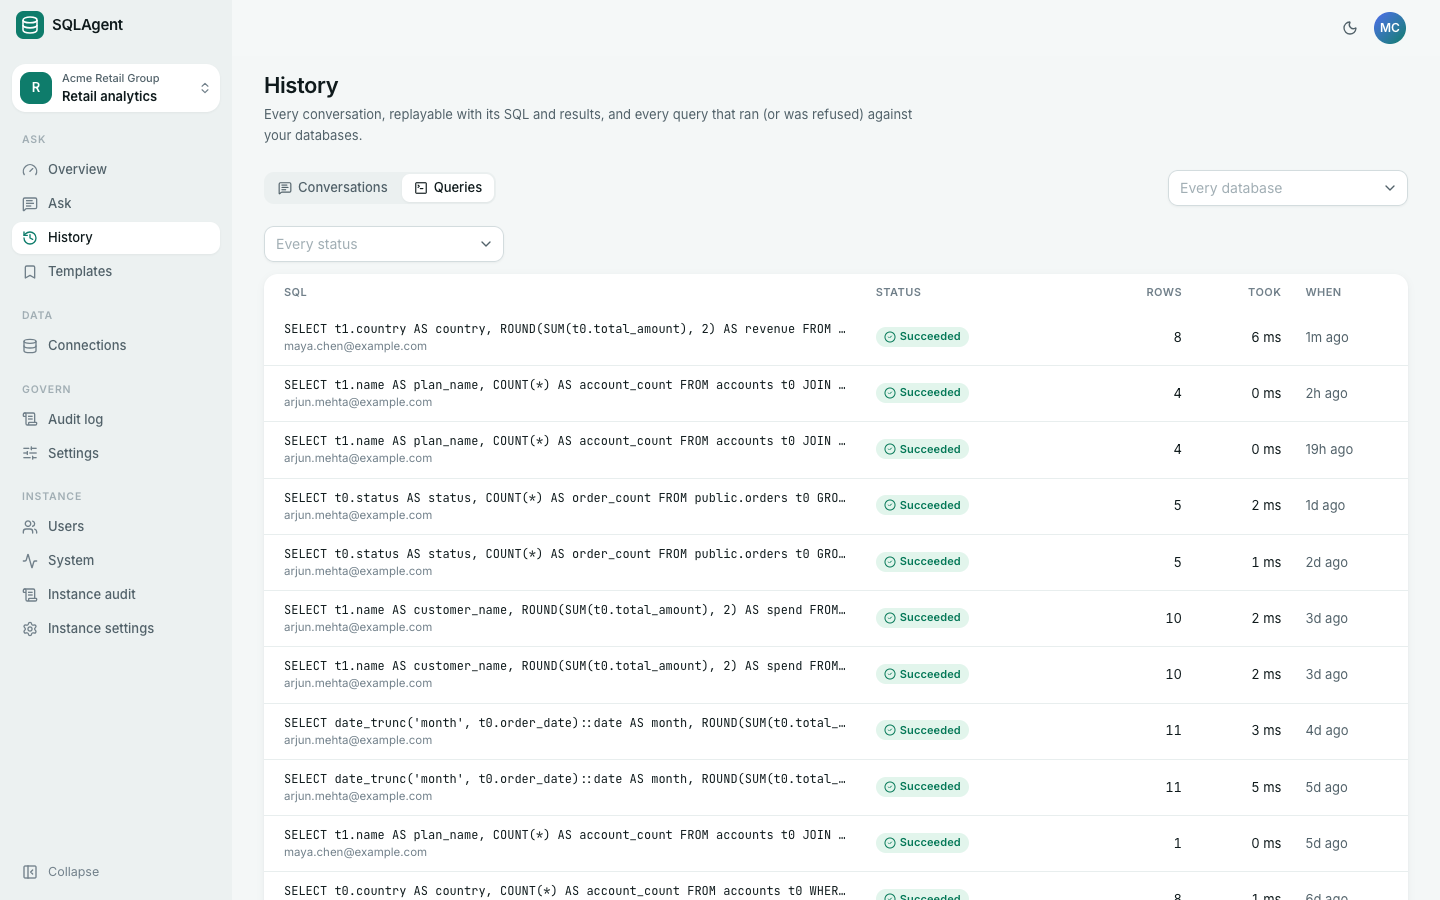 SQLAgent
MC
R
Acme Retail Group
Retail analytics
ASK
Overview
Ask
History
Templates
DATA
Connections
GOVERN
Audit log
Settings
INSTANCE
Users
System
Instance audit
Instance settings
Collapse
History
Every conversation, replayable with its SQL and results, and every query that ran (or was refused) against
your databases.
Conversations
Queries
Every database
Every status
SQL STATUS ROWS TOOK WHEN
SELECT t1.country AS country, ROUND(SUM(t0.total_amount), 2) AS revenue FROM …
maya.chen@example.com
Succeeded 8 6 ms 1m ago
SELECT t1.name AS plan_name, COUNT(*) AS account_count FROM accounts t0 JOIN …
arjun.mehta@example.com
Succeeded 4 0 ms 2h ago
SELECT t1.name AS plan_name, COUNT(*) AS account_count FROM accounts t0 JOIN …
arjun.mehta@example.com
Succeeded 4 0 ms 19h ago
SELECT t0.status AS status, COUNT(*) AS order_count FROM public.orders t0 GRO…
arjun.mehta@example.com
Succeeded 5 2 ms 1d ago
SELECT t0.status AS status, COUNT(*) AS order_count FROM public.orders t0 GRO…
arjun.mehta@example.com
Succeeded 5 1 ms 2d ago
SELECT t1.name AS customer_name, ROUND(SUM(t0.total_amount), 2) AS spend FROM…
arjun.mehta@example.com
Succeeded 10 2 ms 3d ago
SELECT t1.name AS customer_name, ROUND(SUM(t0.total_amount), 2) AS spend FROM…
arjun.mehta@example.com
Succeeded 10 2 ms 3d ago
SELECT date_trunc('month', t0.order_date)::date AS month, ROUND(SUM(t0.total_…
arjun.mehta@example.com
Succeeded 11 3 ms 4d ago
SELECT date_trunc('month', t0.order_date)::date AS month, ROUND(SUM(t0.total_…
arjun.mehta@example.com
Succeeded 11 5 ms 5d ago
SELECT t1.name AS plan_name, COUNT(*) AS account_count FROM accounts t0 JOIN …
maya.chen@example.com
Succeeded 1 0 ms 5d ago
SELECT t0.country AS country, COUNT(*) AS account_count FROM accounts t0 WHER…
Succeeded 8 1 ms 6d ago